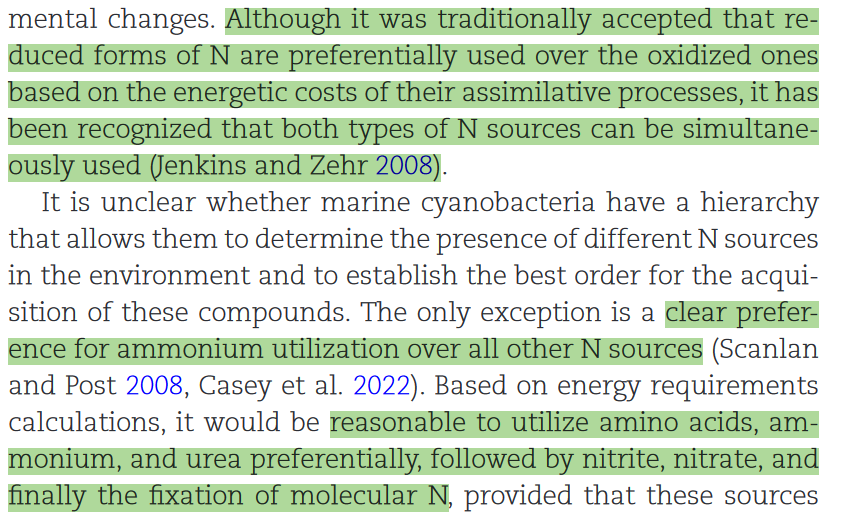 mental changes. Although it was traditionally accepted that re-
duced forms of N are preferentially used over the oxidized ones
based on the energetic costs of their assimilative processes, it has
been recognized that both types of N sources can be simultane-
ously used (Jenkins and Zehr 2008).
It is unclear whether marine cyanobacteria have a hierarchy
that allows them to determine the presence of different N sources
in the environment and to establish the best order for the acqui-
sition of these compounds. The only exception is a clear prefer-
ence for ammonium utilization over all other N sources (Scanlan
and Post 2008, Casey et al. 2022). Based on energy requirements
calculations, it would be reasonable to utilize amino acids, am-
monium, and urea preferentially, followed by nitrite, nitrate, and
finally the fixation of molecular N, provided that these sources